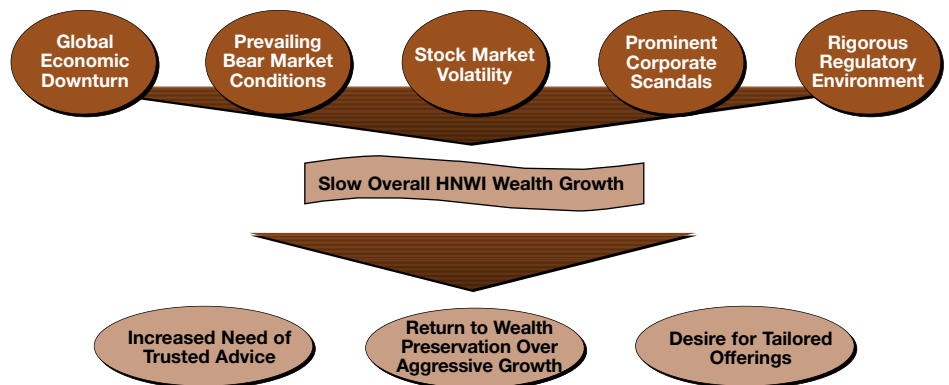 Global
Economic
Downturn
Prevailing
Bear Market
Conditions
Stock Market
Volatility
Prominent
Corporate
Scandals
Rigorous
Regulatory
Environment
Slow Overall HNWI Wealth Growth
Increased Need of
Trusted Advice
Return to Wealth
Preservation Over
Aggressive Growth
Desire for Tailored
Offerings